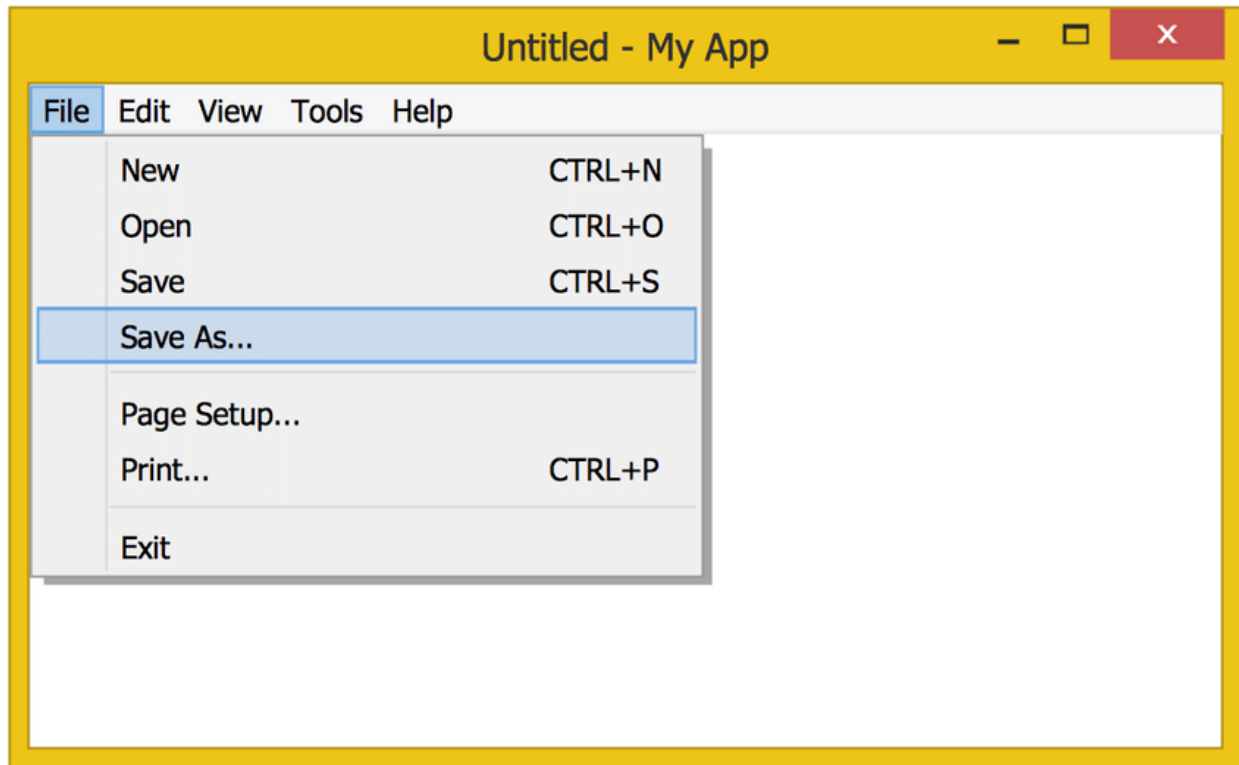 Untitled - My App
File Edit View Tools Help
New CTRL+N
Open CTRL+O
Save CTRL+S
Save As...
Page Setup...
Print... CTRL+P
Exit